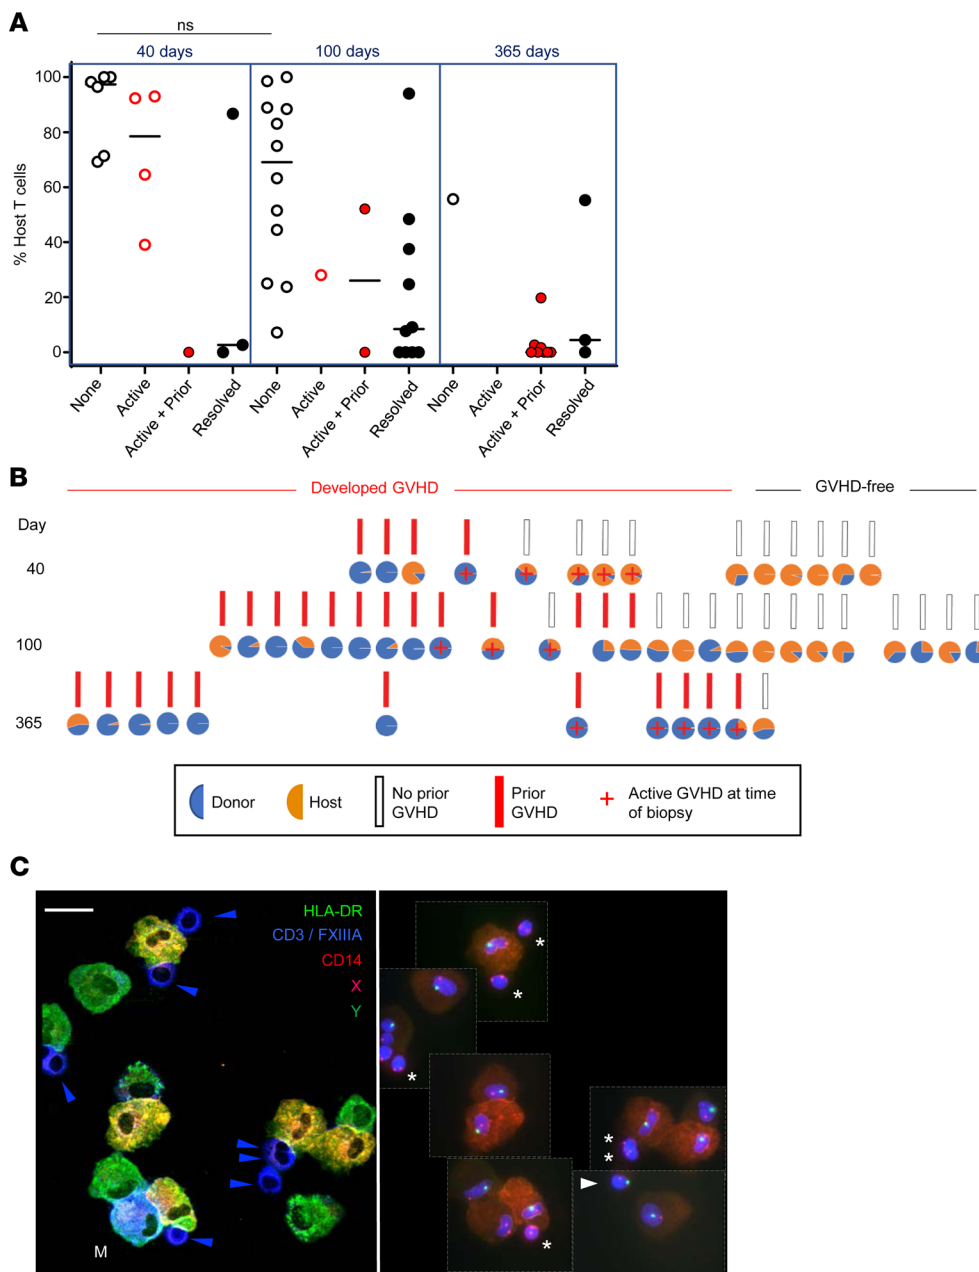 A
ns
40 days
100 days
365 days
% Host T cells
100
80
60
40
20
0
None
Active
Active + Prior
Resolved
None
Active
Active + Prior
Resolved
None
Active
Active + Prior
Resolved
B
Developed GVHD
GVHD-free
Day
40
100
365
Donor
Host
No prior
GVHD
Prior
GVHD
Active GVHD at time
of biopsy
C
HLA-DR
CD3 / FXIIIA
CD14
X
Y
M
*
*
*
*
*
*